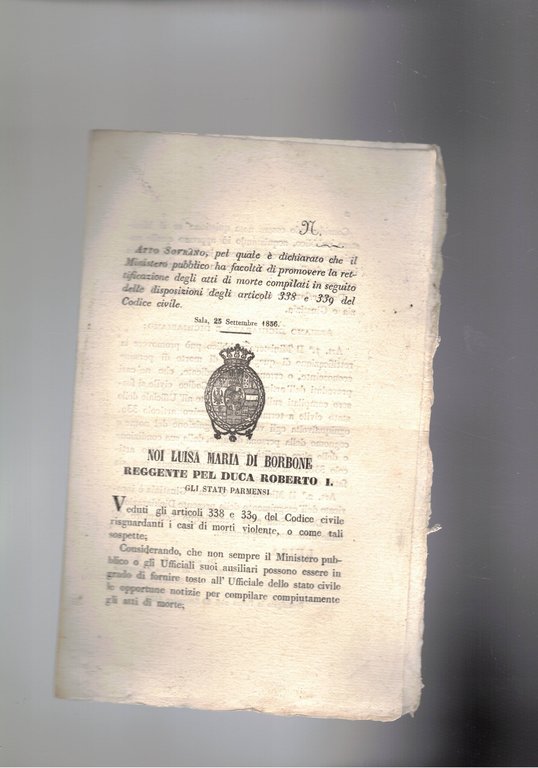 N.
ATTO SOVRANO, pel quale è dichiarato che il
Ministero pubblico ha facoltà di promovere la ret-
tificazione degli atti di morte compilati in seguito
delle disposizioni degli articoli 338 e 339 del
Codice civile.
Sala, 25 Settembre 1856.
NOI LUISA MARIA DI BORBONE
REGGENTE PEL DUCA ROBERTO I.
GLI STATI PARMENSI
Veduti gli articoli 338 e 339 del Codice civile
risguardanti i casi di morti violente, o come tali
sospette;
Considerando, che non sempre il Ministero pub-
blico o gli Ufficiali suoi ausiliari possono essere in
grado di fornire tosto all' Ufficiale dello stato civile
le opportune notizie per compilare compiutamente
gli atti di morte;